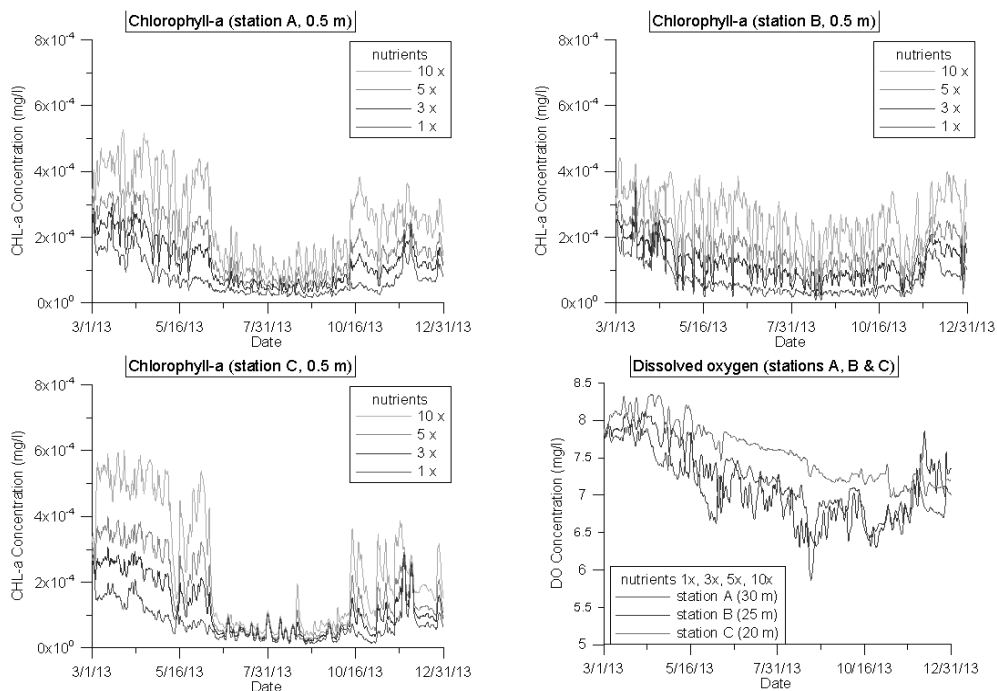 Chlorophyll-a (station A, 0.5 m)
8x10⁻⁴
6x10⁻⁴
4x10⁻⁴
2x10⁻⁴
0x10⁰
CHL-a Concentration (mg/l)
nutrients
10 x
5 x
3 x
1 x
3/1/13 5/16/13 7/31/13 10/16/13 12/31/13
Date
Chlorophyll-a (station B, 0.5 m)
8x10⁻⁴
6x10⁻⁴
4x10⁻⁴
2x10⁻⁴
0x10⁰
CHL-a Concentration (mg/l)
nutrients
10 x
5 x
3 x
1 x
3/1/13 5/16/13 7/31/13 10/16/13 12/31/13
Date
Chlorophyll-a (station C, 0.5 m)
8x10⁻⁴
6x10⁻⁴
4x10⁻⁴
2x10⁻⁴
0x10⁰
CHL-a Concentration (mg/l)
nutrients
10 x
5 x
3 x
1 x
3/1/13 5/16/13 7/31/13 10/16/13 12/31/13
Date
Dissolved oxygen (stations A, B & C)
8.5
8
7.5
7
6.5
6
5.5
5
DO Concentration (mg/l)
nutrients 1x, 3x, 5x, 10x
station A (30 m)
station B (25 m)
station C (20 m)
3/1/13 5/16/13 7/31/13 10/16/13 12/31/13
Date